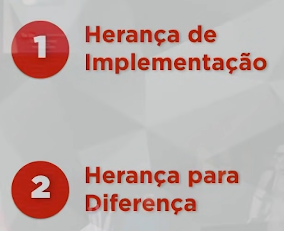 1
Herança de
Implementação
2
Herança para
Diferença